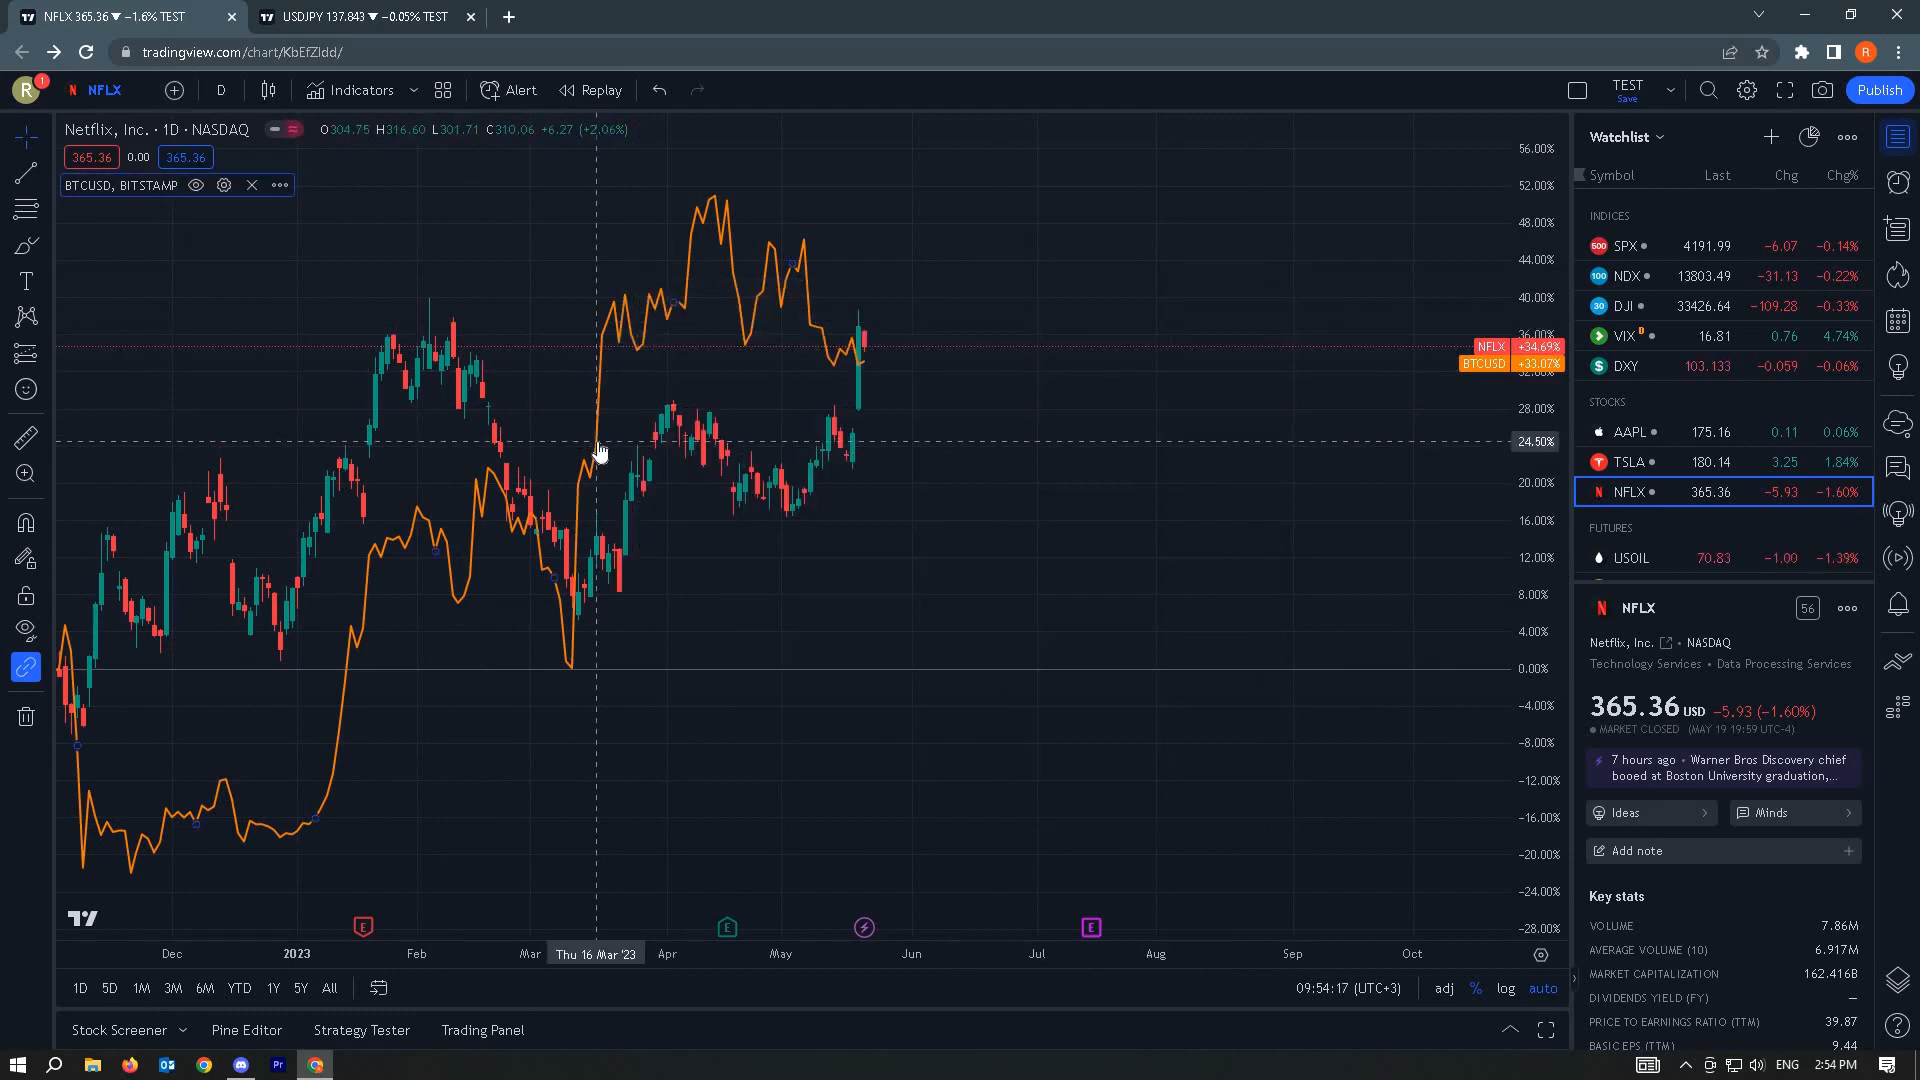 NFLX 365.36 ▼ −1.6% TEST
USDJPY 137.843 ▼ −0.05% TEST
tradingview.com/chart/KbEfZIdd/
R
R 1
NFLX
D
Indicators
Alert
Replay
TEST
Save
Publish
Netflix, Inc. · 1D · NASDAQ
O304.75 H316.60 L301.71 C310.06 +6.27 (+2.06%)
365.36 0.00 365.36
BTCUSD, BITSTAMP
56.00%
52.00%
48.00%
44.00%
40.00%
36.00%
NFLX +34.69%
BTCUSD +33.07%
32.00%
28.00%
24.50%
20.00%
16.00%
12.00%
8.00%
4.00%
0.00%
−4.00%
−8.00%
−12.00%
−16.00%
−20.00%
−24.00%
−28.00%
E
E
E
Dec 2023 Feb Mar Thu 16 Mar '23 Apr May Jun Jul Aug Sep Oct
1D 5D 1M 3M 6M YTD 1Y 5Y All
09:54:17 (UTC+3)
adj % log auto
Stock Screener
Pine Editor
Strategy Tester
Trading Panel
Watchlist
Symbol Last Chg Chg%
INDICES
500 SPX 4191.99 −6.07 −0.14%
100 NDX 13803.49 −31.13 −0.22%
30 DJI 33426.64 −109.28 −0.33%
VIX D 16.81 0.76 4.74%
$ DXY 103.133 −0.059 −0.06%
STOCKS
AAPL 175.16 0.11 0.06%
TSLA 180.14 3.25 1.84%
NFLX 365.36 −5.93 −1.60%
FUTURES
USOIL 70.83 −1.00 −1.39%
NFLX 56
Netflix, Inc. • NASDAQ
Technology Services • Data Processing Services
365.36 USD −5.93 (−1.60%)
MARKET CLOSED (MAY 19 19:59 UTC-4)
7 hours ago • Warner Bros Discovery chief
booed at Boston University graduation,...
Ideas
Minds
Add note
Key stats
VOLUME 7.86M
AVERAGE VOLUME (10) 6.917M
MARKET CAPITALIZATION 162.416B
DIVIDENDS YIELD (FY) —
PRICE TO EARNINGS RATIO (TTM) 39.87
BASIC EPS (TTM) 9.44
Pr
ENG 2:54 PM